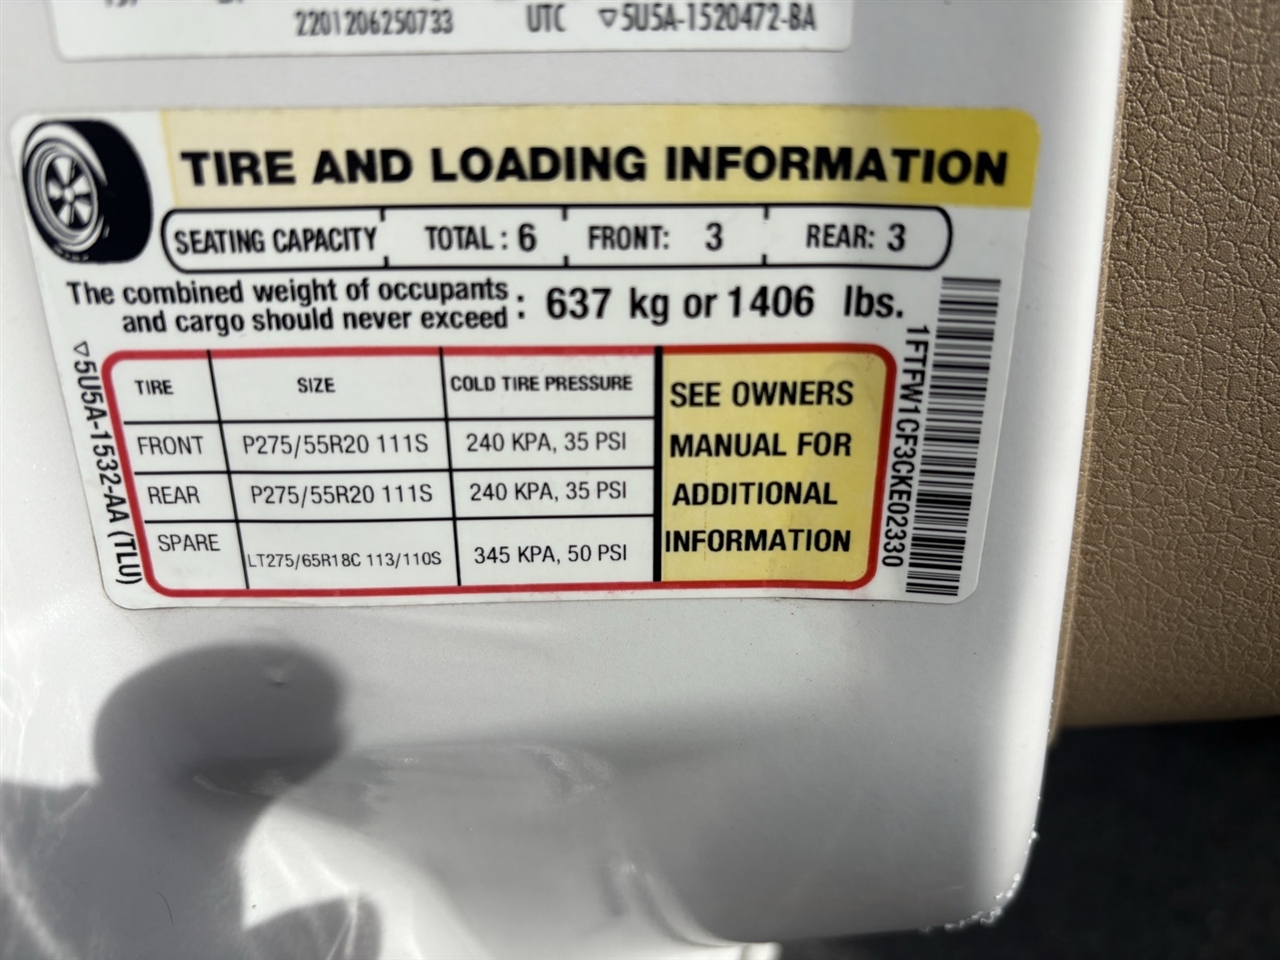 2201206250733 UTC ▽5U5A-1520472-BA
TIRE AND LOADING INFORMATION
SEATING CAPACITY TOTAL : 6 FRONT: 3 REAR: 3
The combined weight of occupants
and cargo should never exceed : 637 kg or 1406 lbs.
TIRE SIZE COLD TIRE PRESSURE
FRONT P275/55R20 111S 240 KPA, 35 PSI
REAR P275/55R20 111S 240 KPA, 35 PSI
SPARE LT275/65R18C 113/110S 345 KPA, 50 PSI
SEE OWNERS
MANUAL FOR
ADDITIONAL
INFORMATION
▽5U5A-1532-AA (TLU)
1FTFW1CF3CKE02330